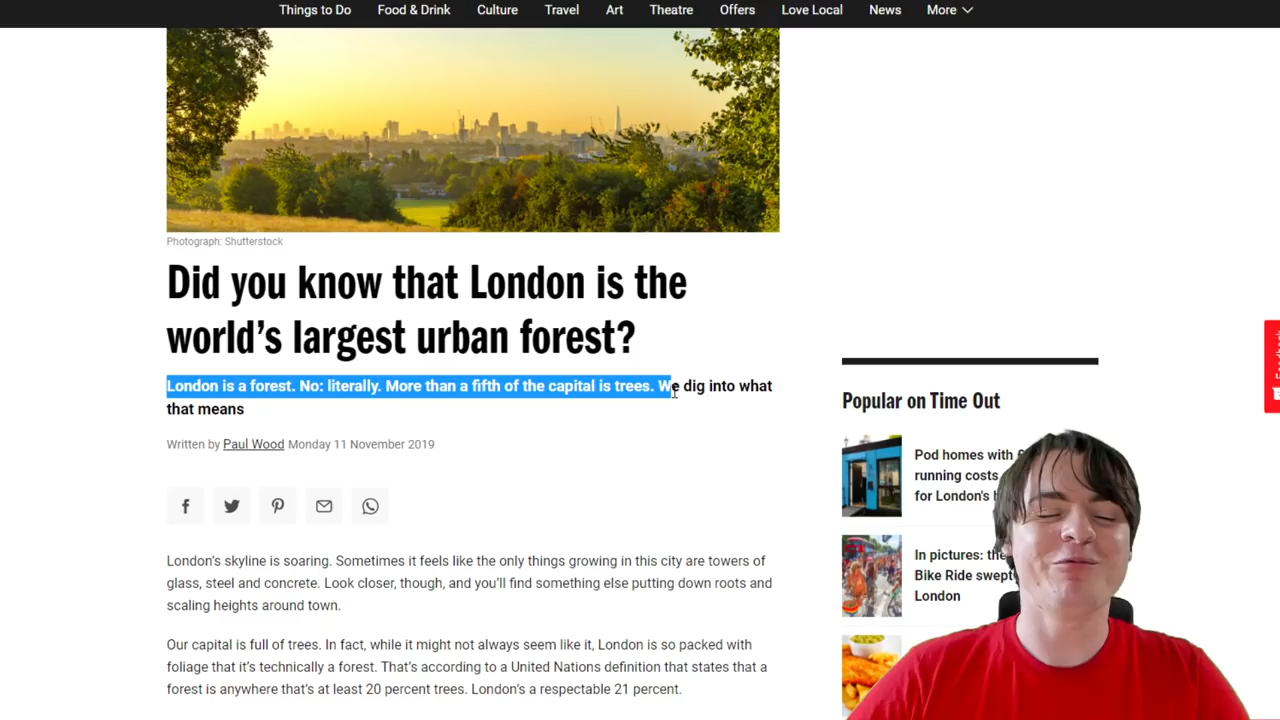 Things to Do Food & Drink Culture Travel Art Theatre Offers Love Local News More
Photograph: Shutterstock
Did you know that London is the
world's largest urban forest?
London is a forest. No: literally. More than a fifth of the capital is trees. We dig into what
that means
Written by Paul Wood Monday 11 November 2019
London's skyline is soaring. Sometimes it feels like the only things growing in this city are towers of
glass, steel and concrete. Look closer, though, and you'll find something else putting down roots and
scaling heights around town.
Our capital is full of trees. In fact, while it might not always seem like it, London is so packed with
foliage that it's technically a forest. That's according to a United Nations definition that states that a
forest is anywhere that's at least 20 percent trees. London's a respectable 21 percent.
Popular on Time Out
Pod homes with
running costs
for London's
In pictures: the
Bike Ride swept
London